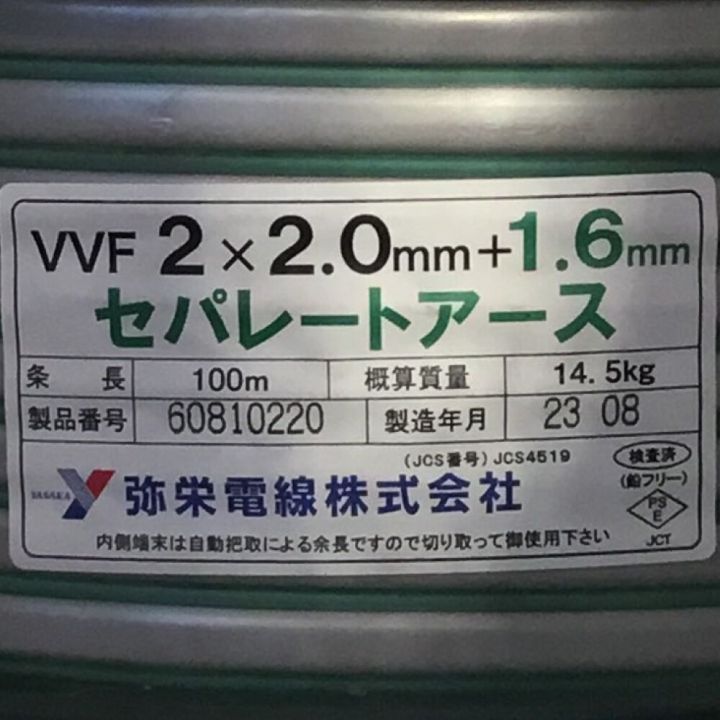 VVF 2×2.0mm+1.6mm
セパレートアース
条 長 100m 概算質量 14.5kg
製品番号 60810220 製造年月 23 08
(JCS番号) JCS4519 検査済
(鉛フリー)
YASAKA 弥栄電線株式会社
PS
E
JCT
内側端末は自動把取による余長ですので切り取って御使用下さい